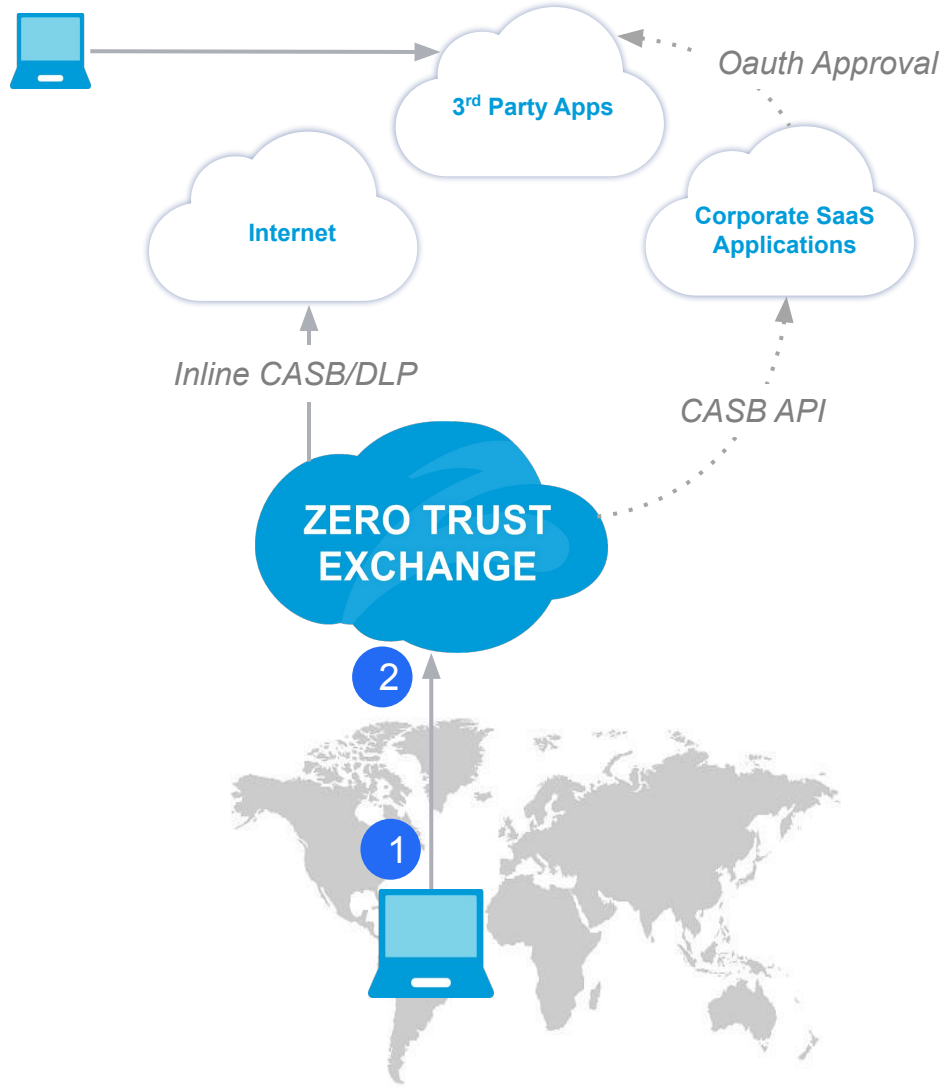 Oauth Approval
3rd Party Apps
Corporate SaaS
Applications
Internet
Inline CASB/DLP
CASB API
ZERO TRUST
EXCHANGE
2
1